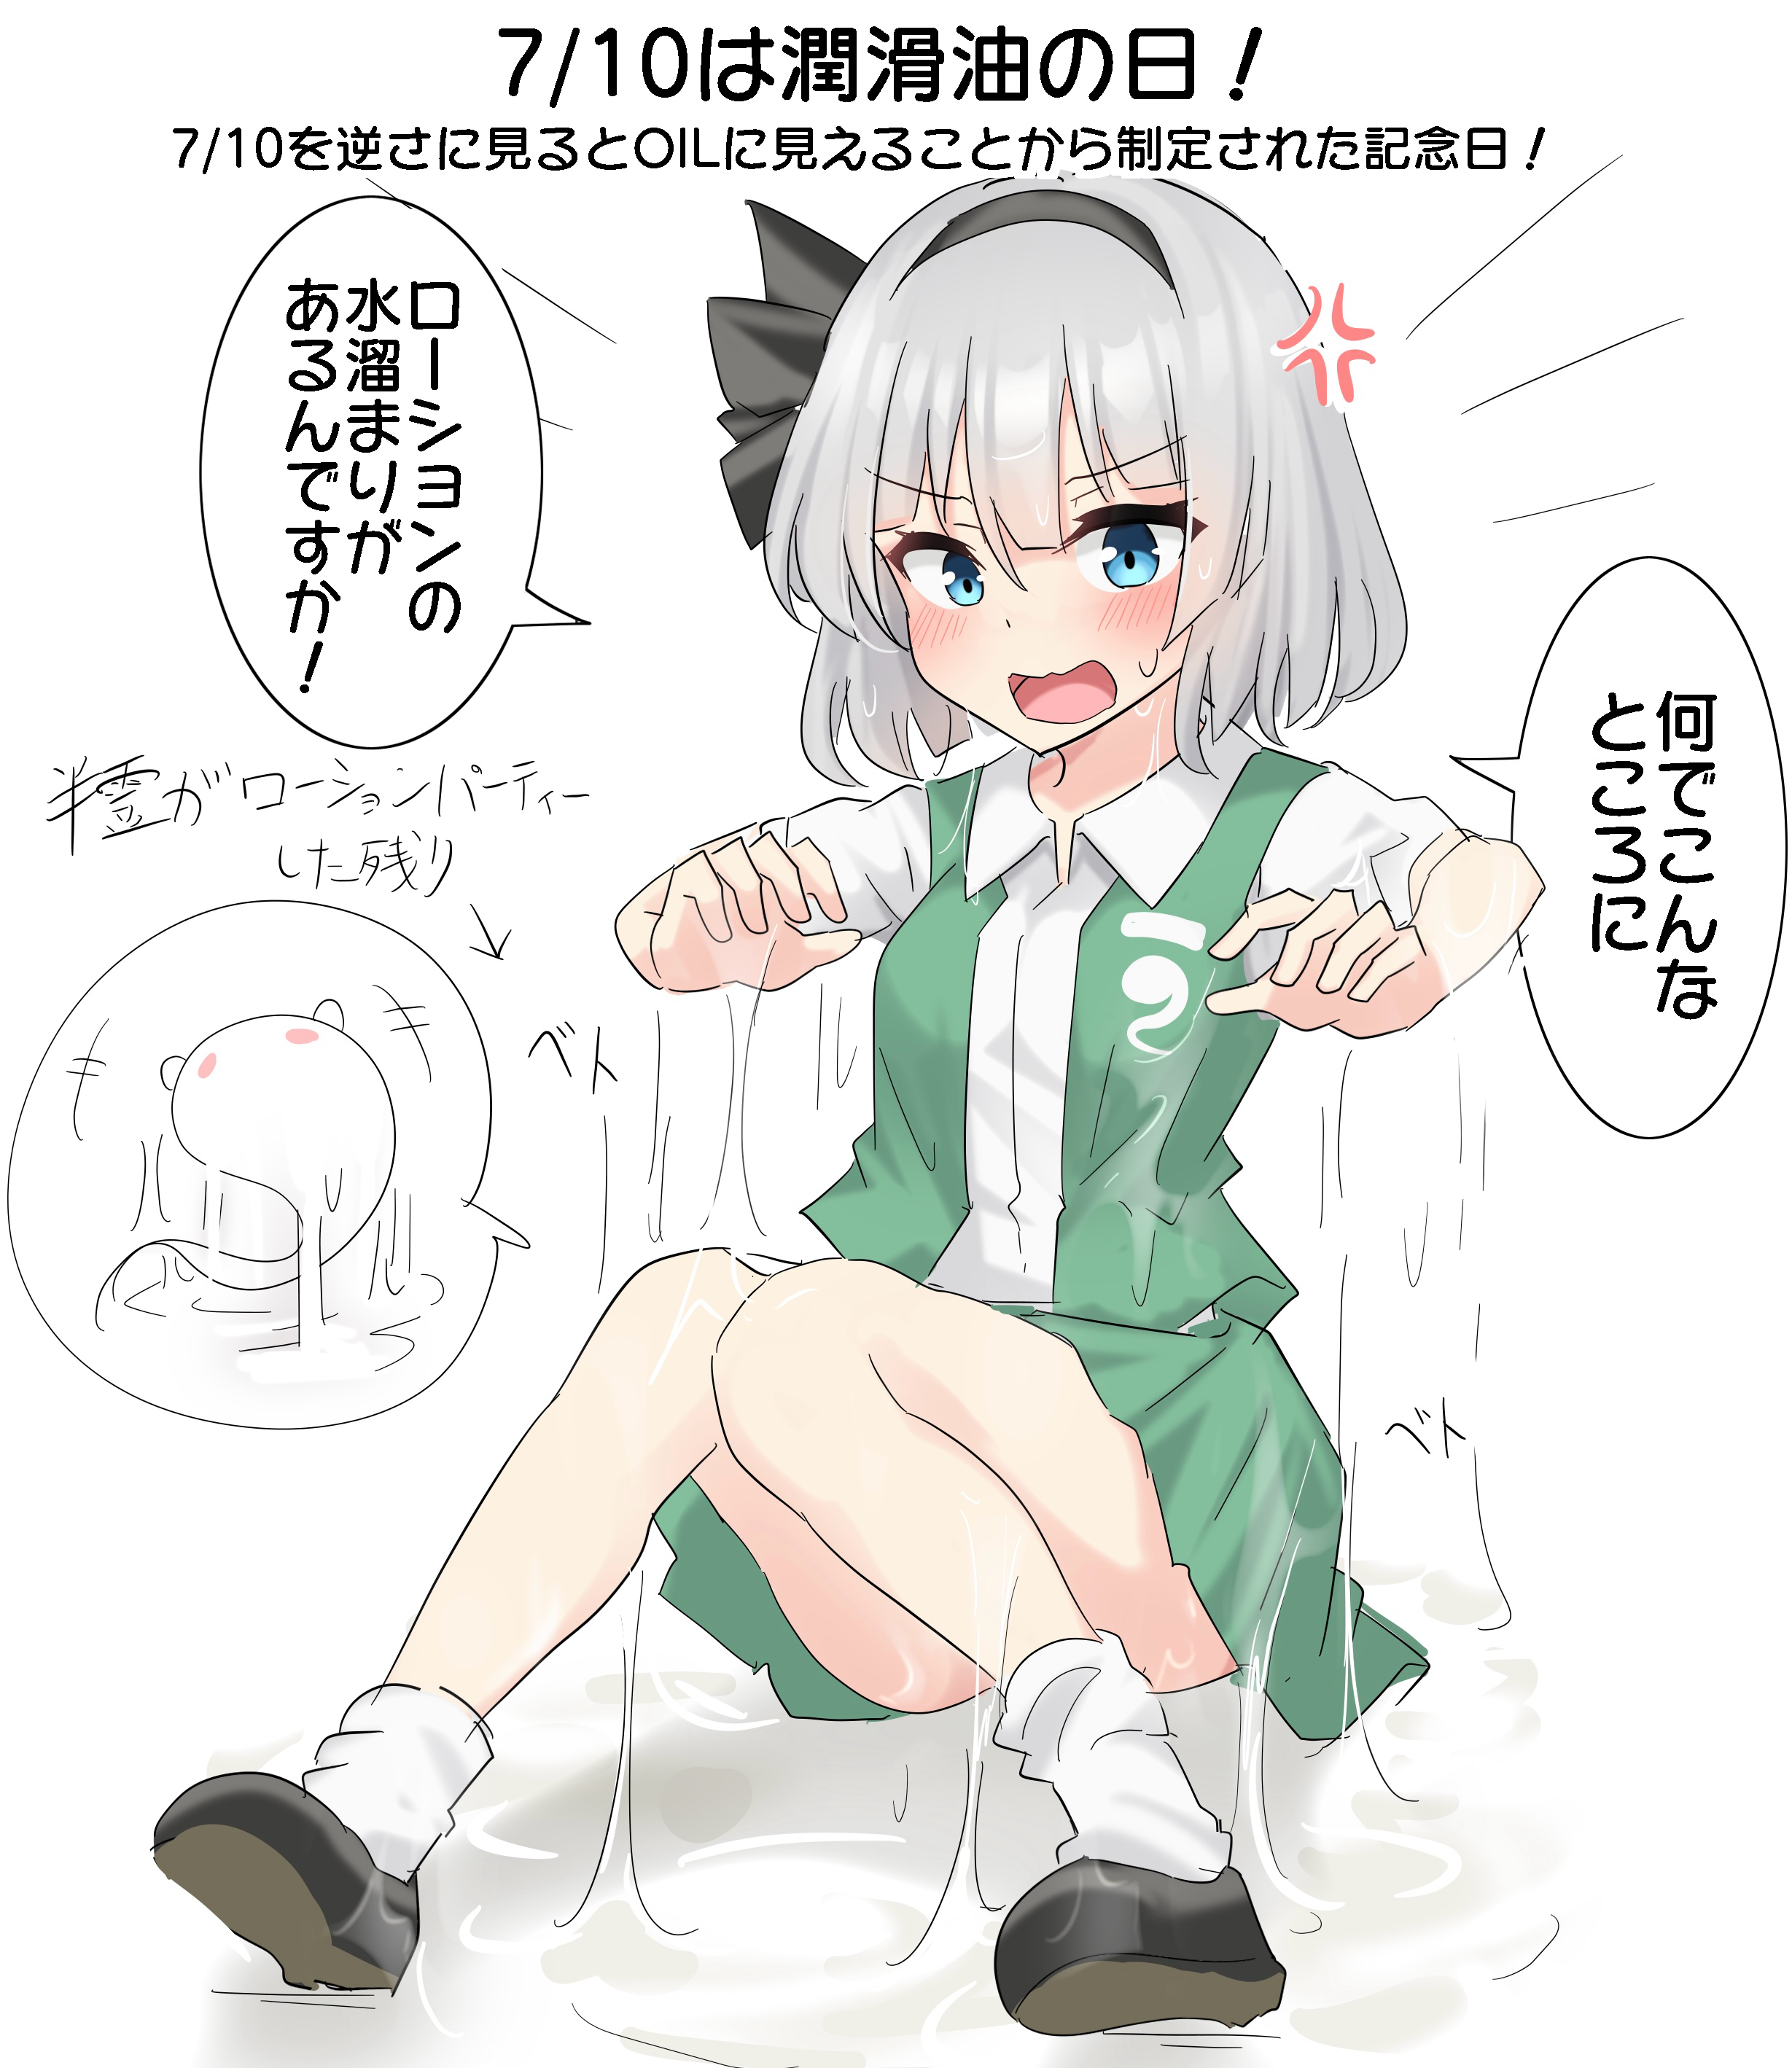 7/10は潤滑油の日！
7/10を逆さに見るとOILに見えることから制定された記念日！
何でこんな
ところに
ローションの
水溜まりが
あるんですか！
半霊がローションパーティー
した残り
ベト
ベト